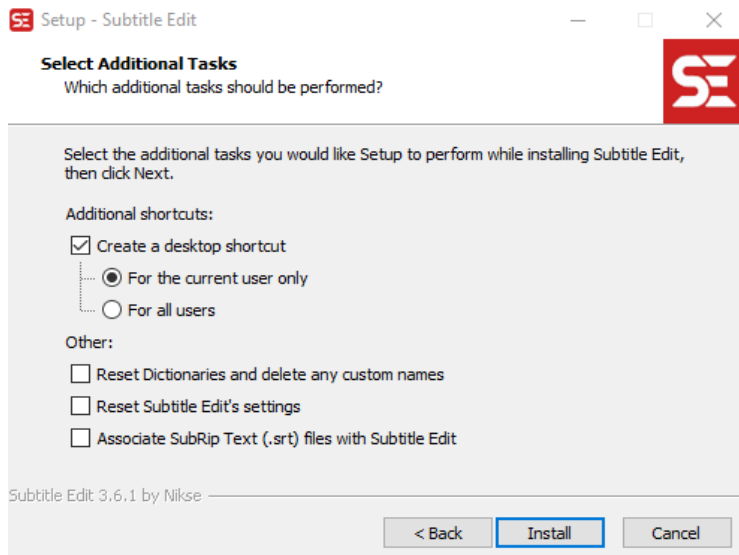 SE Setup - Subtitle Edit
Select Additional Tasks
Which additional tasks should be performed?
SE
Select the additional tasks you would like Setup to perform while installing Subtitle Edit,
then click Next.
Additional shortcuts:
Create a desktop shortcut
For the current user only
For all users
Other:
Reset Dictionaries and delete any custom names
Reset Subtitle Edit's settings
Associate SubRip Text (.srt) files with Subtitle Edit
Subtitle Edit 3.6.1 by Nikse
< Back Install Cancel